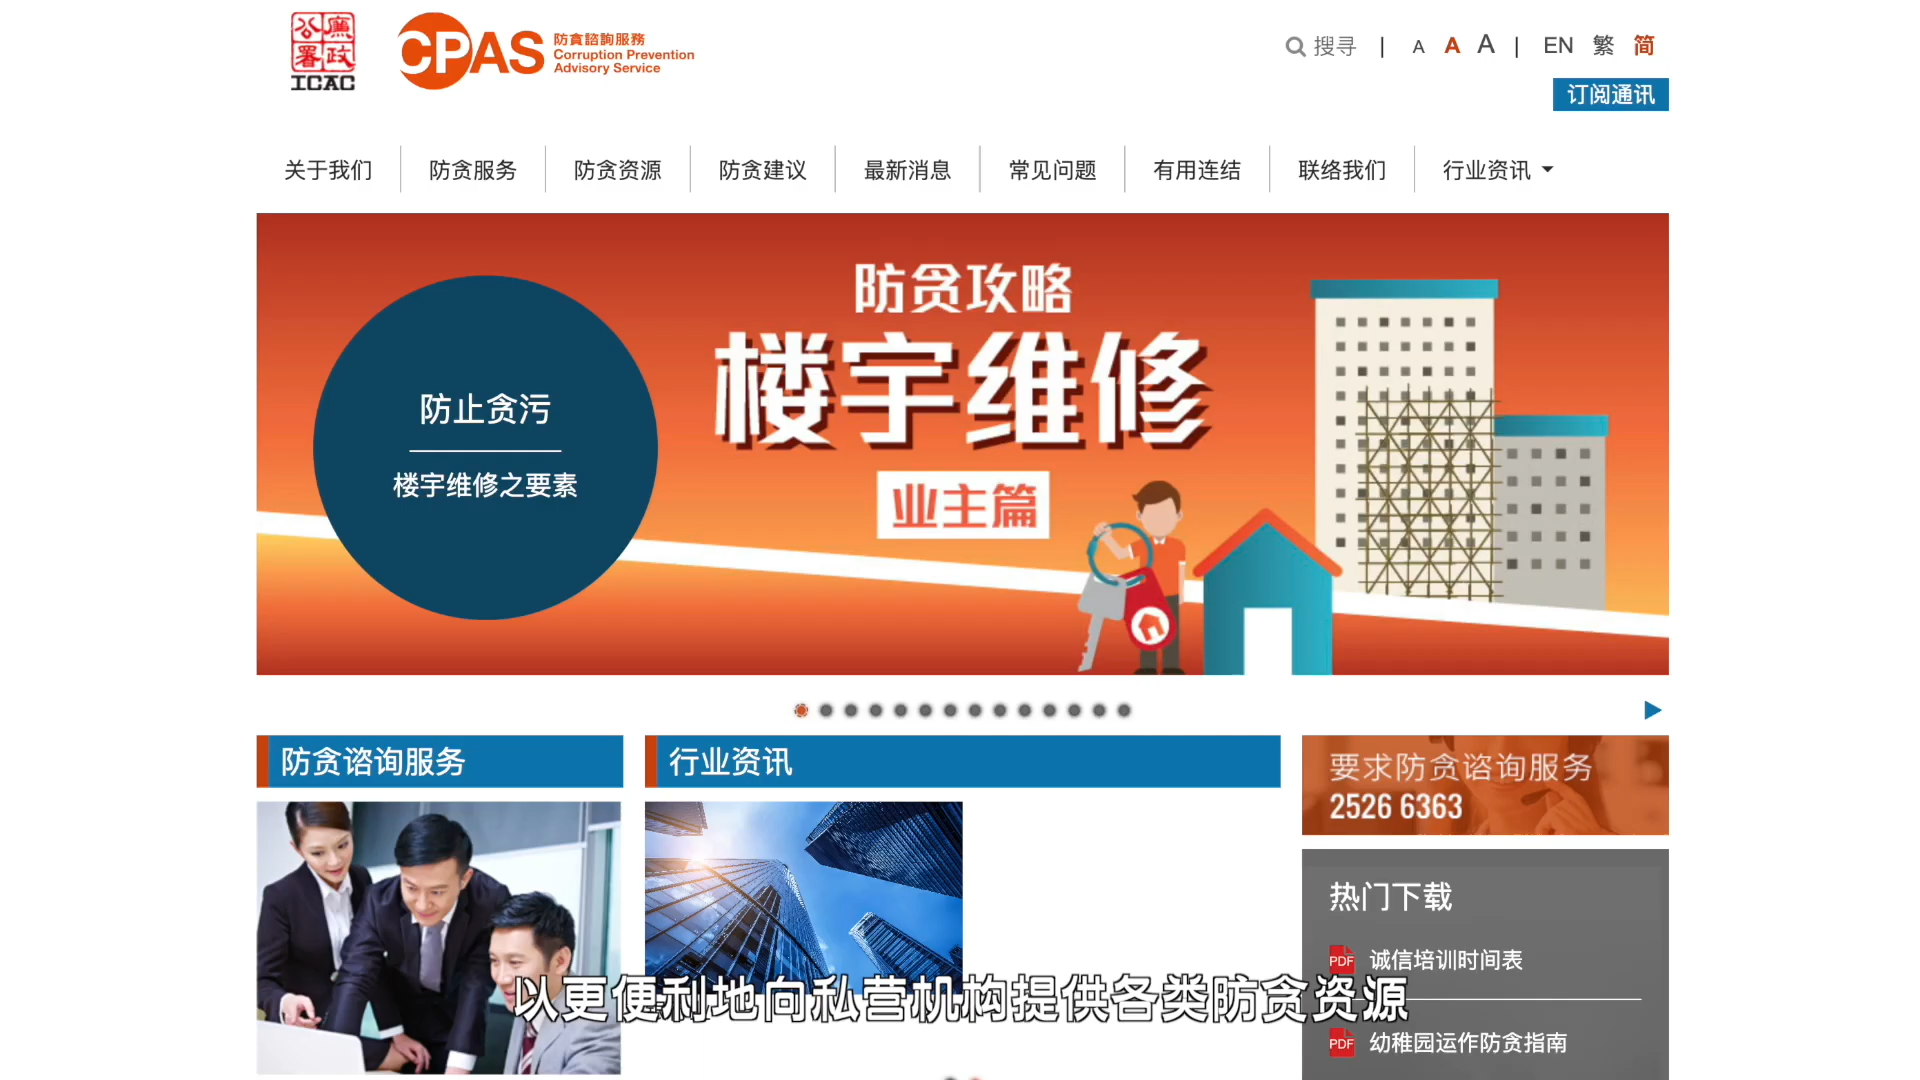 公廉
署政
ICAC
CPAS
防貪諮詢服務
Corruption Prevention
Advisory Service
搜寻 | A A A | EN 繁 简
订阅通讯
关于我们 防贪服务 防贪资源 防贪建议 最新消息 常见问题 有用连结 联络我们 行业资讯
防止贪污
楼宇维修之要素
防贪攻略
楼宇维修
业主篇
防贪谘询服务
行业资讯
要求防贪谘询服务
2526 6363
热门下载
PDF 诚信培训时间表
PDF 幼稚园运作防贪指南
以更便利地向私营机构提供各类防贪资源